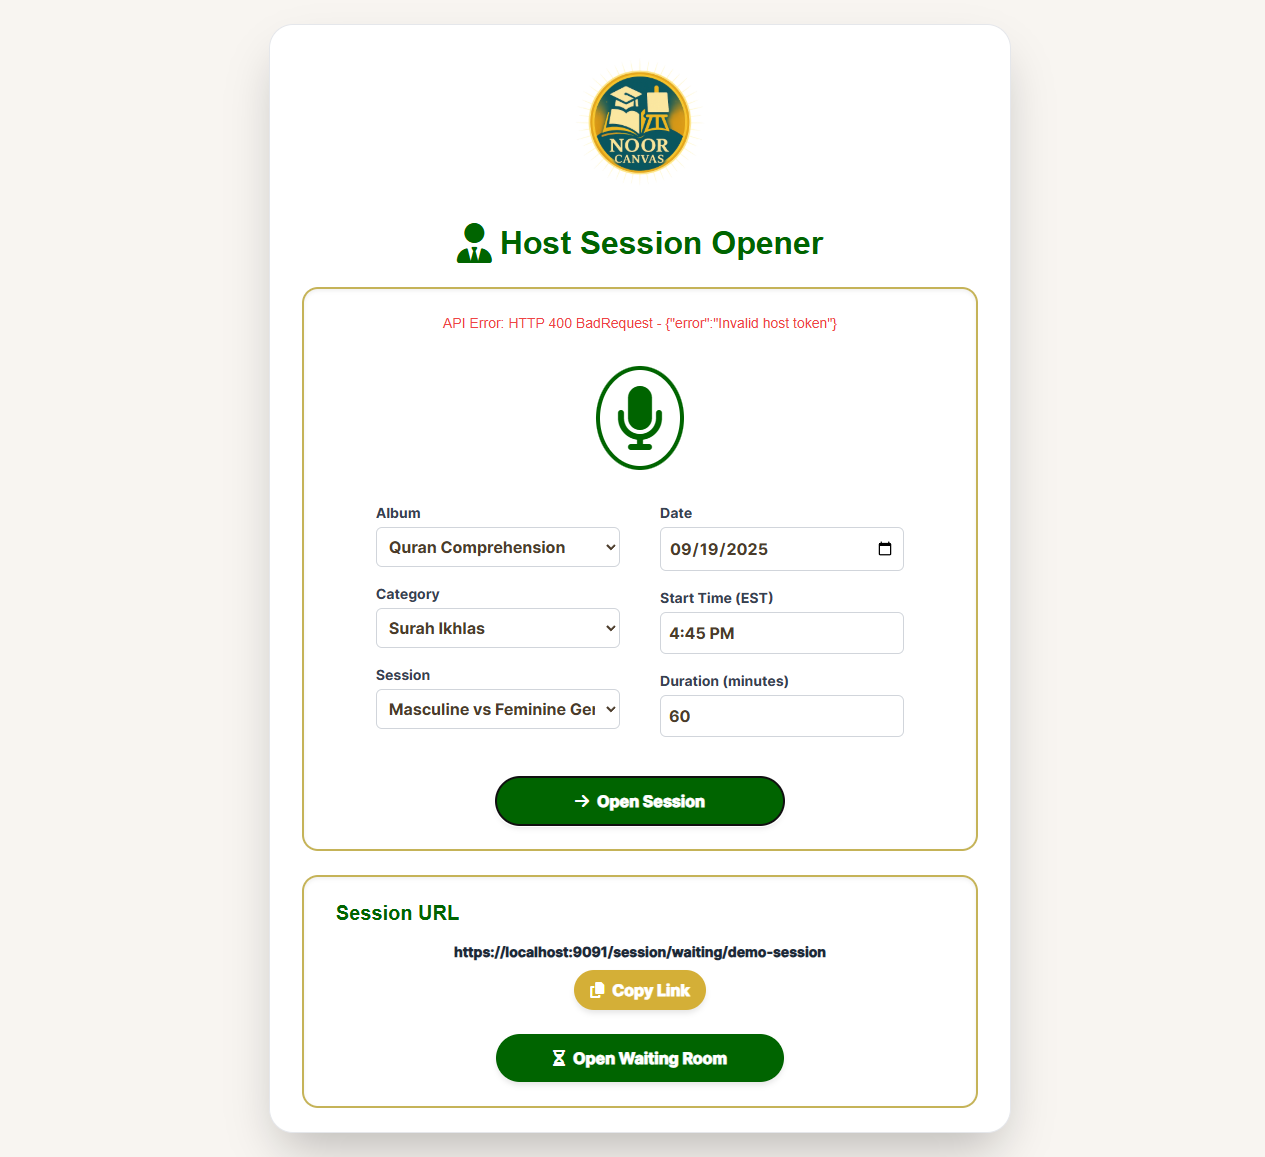 NOOR
CANVAS
Host Session Opener
API Error: HTTP 400 BadRequest - {"error":"Invalid host token"}
Album
Quran Comprehension
Category
Surah Ikhlas
Session
Masculine vs Feminine Ger
Date
09/19/2025
Start Time (EST)
4:45 PM
Duration (minutes)
60
Open Session
Session URL
https://localhost:9091/session/waiting/demo-session
Copy Link
Open Waiting Room